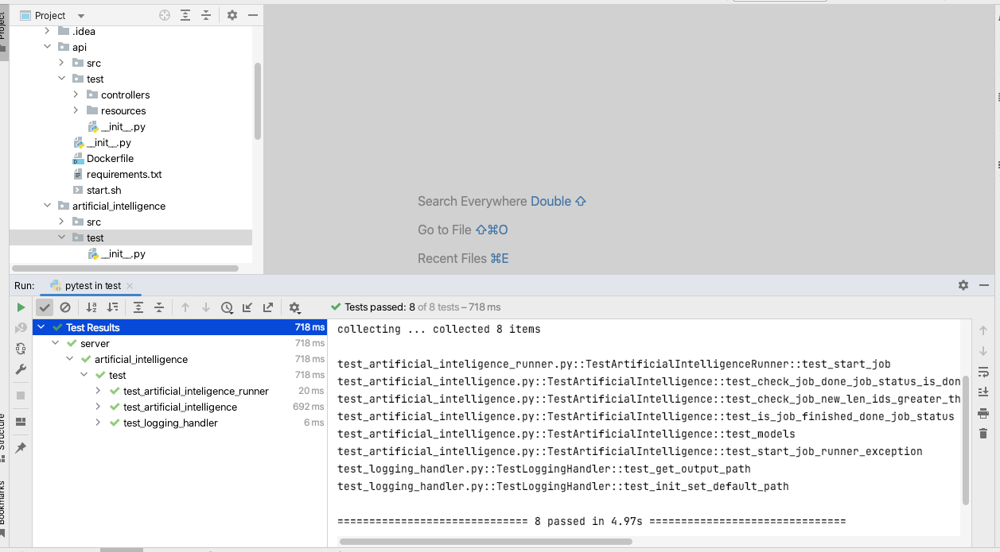 Project
Project
.idea
api
src
test
controllers
resources
__init__.py
__init__.py
Dockerfile
requirements.txt
start.sh
artificial_intelligence
src
test
__init__.py
Search Everywhere Double ⇧
Go to File ⇧⌘O
Recent Files ⌘E
Run: pytest in test
Tests passed: 8 of 8 tests – 718 ms
Test Results 718 ms
server 718 ms
artificial_intelligence 718 ms
test 718 ms
test_artificial_inteligence_runner 20 ms
test_artificial_intelligence 692 ms
test_logging_handler 6 ms
collecting ... collected 8 items
test_artificial_inteligence_runner.py::TestArtificialIntelligenceRunner::test_start_job
test_artificial_intelligence.py::TestArtificialIntelligence::test_check_job_done_job_status_is_don
test_artificial_intelligence.py::TestArtificialIntelligence::test_check_job_new_len_ids_greater_th
test_artificial_intelligence.py::TestArtificialIntelligence::test_is_job_finished_done_job_status
test_artificial_intelligence.py::TestArtificialIntelligence::test_models
test_artificial_intelligence.py::TestArtificialIntelligence::test_start_job_runner_exception
test_logging_handler.py::TestLoggingHandler::test_get_output_path
test_logging_handler.py::TestLoggingHandler::test_init_set_default_path
============================== 8 passed in 4.97s ===============================
Structure
Bookmarks